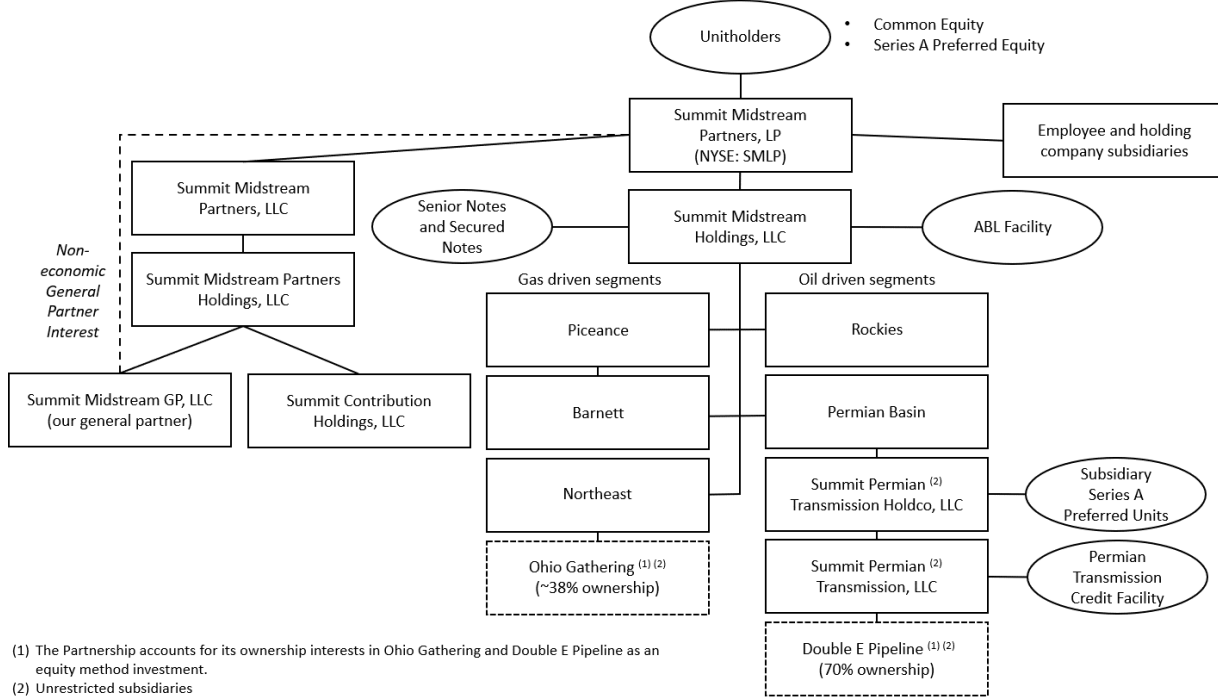 Unitholders
• Common Equity
• Series A Preferred Equity
Summit Midstream
Partners, LP
(NYSE: SMLP)
Employee and holding
company subsidiaries
Summit Midstream
Partners, LLC
Senior Notes
and Secured
Notes
Summit Midstream
Holdings, LLC
ABL Facility
Non-
economic
General
Partner
Interest
Summit Midstream Partners
Holdings, LLC
Gas driven segments
Oil driven segments
Piceance
Rockies
Summit Midstream GP, LLC
(our general partner)
Summit Contribution
Holdings, LLC
Barnett
Permian Basin
Northeast
Summit Permian (2)
Transmission Holdco, LLC
Subsidiary
Series A
Preferred Units
Ohio Gathering (1) (2)
(~38% ownership)
Summit Permian (2)
Transmission, LLC
Permian
Transmission
Credit Facility
Double E Pipeline (1) (2)
(70% ownership)
(1) The Partnership accounts for its ownership interests in Ohio Gathering and Double E Pipeline as an
equity method investment.
(2) Unrestricted subsidiaries